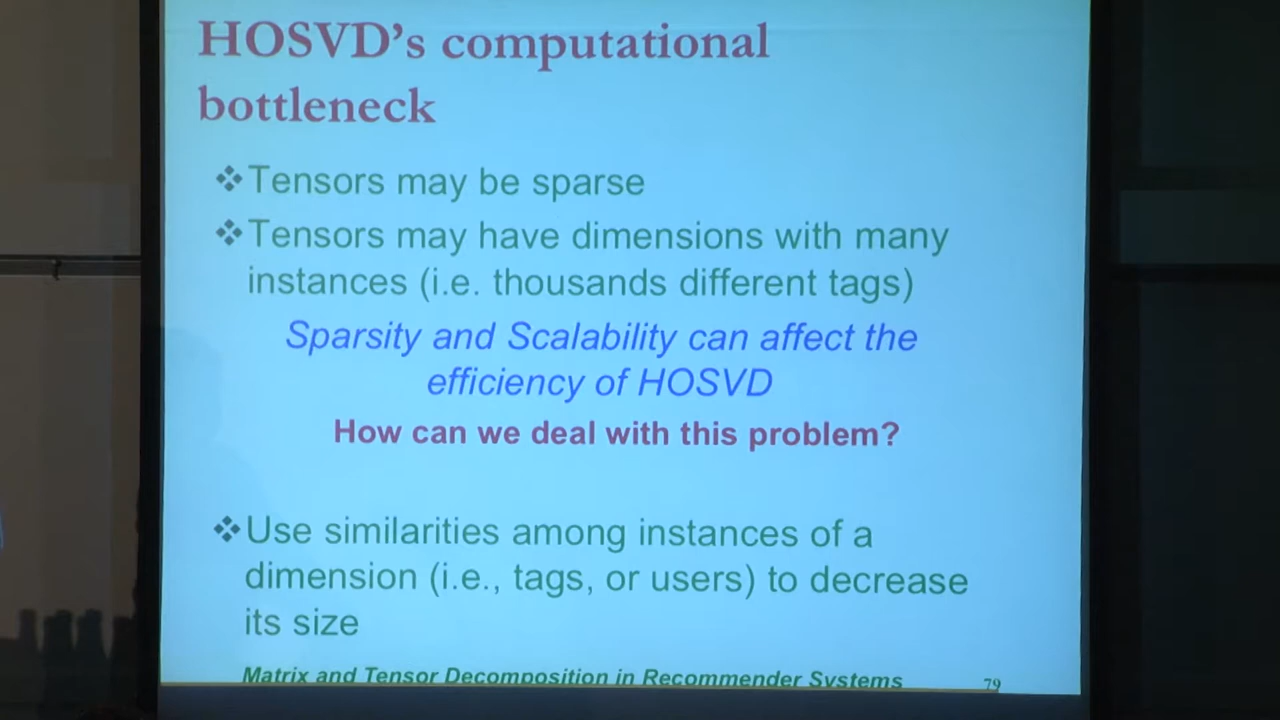 HOSVD's computational
bottleneck
❖Tensors may be sparse
❖Tensors may have dimensions with many
instances (i.e. thousands different tags)
Sparsity and Scalability can affect the
efficiency of HOSVD
How can we deal with this problem?
❖Use similarities among instances of a
dimension (i.e., tags, or users) to decrease
its size
Matrix and Tensor Decomposition in Recommender Systems 79